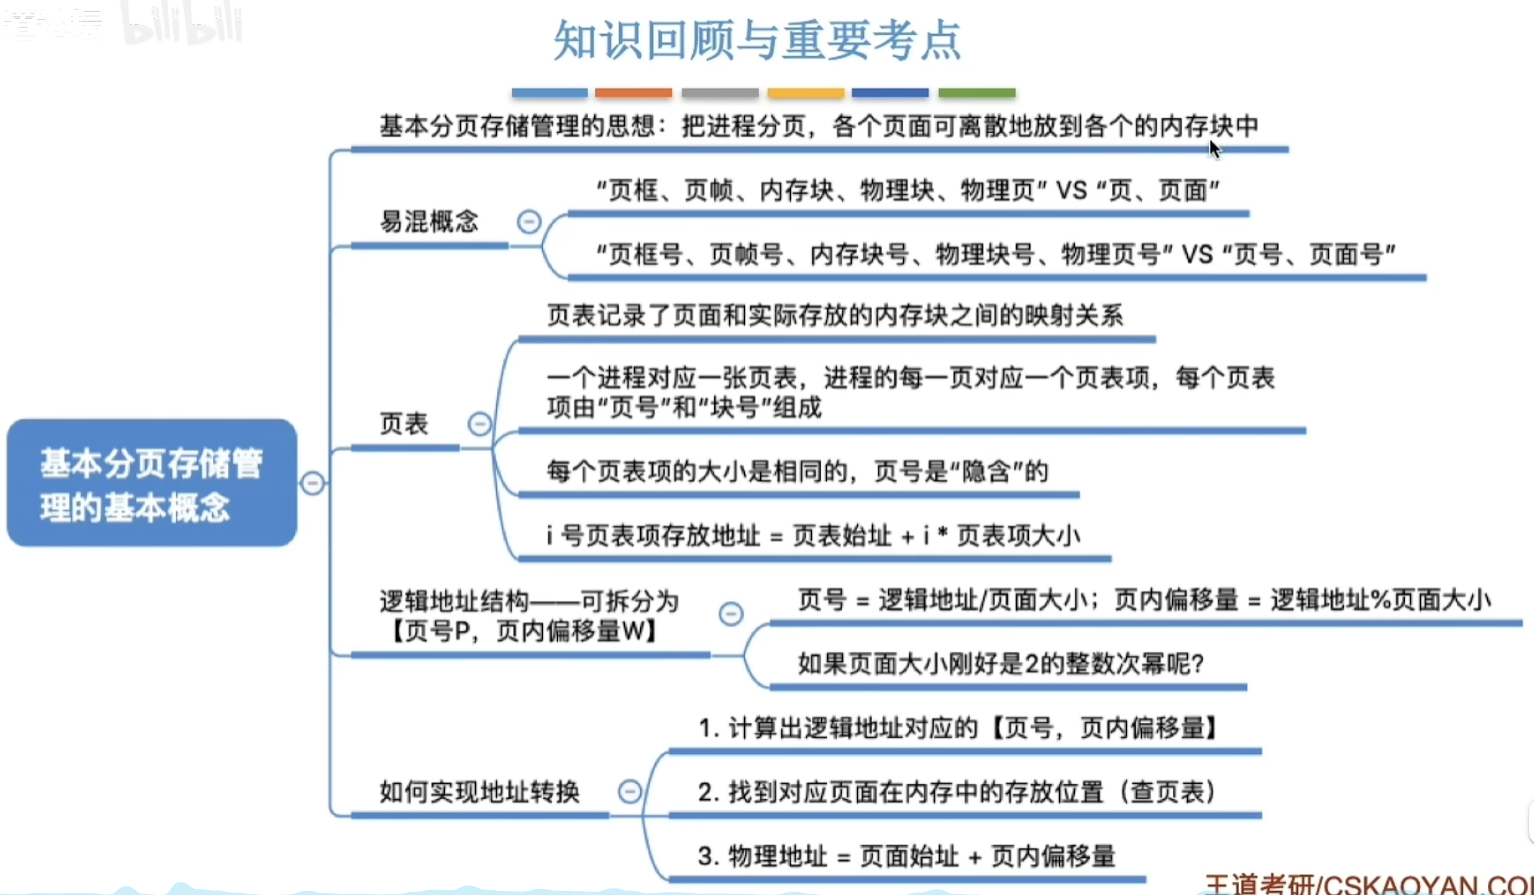 bilibili
知识回顾与重要考点
基本分页存储管理的思想：把进程分页，各个页面可离散地放到各个的内存块中
易混概念
“页框、页帧、内存块、物理块、物理页” VS “页、页面”
“页框号、页帧号、内存块号、物理块号、物理页号” VS “页号、页面号”
页表
页表记录了页面和实际存放的内存块之间的映射关系
一个进程对应一张页表，进程的每一页对应一个页表项，每个页表
项由“页号”和“块号”组成
每个页表项的大小是相同的，页号是“隐含”的
i 号页表项存放地址 = 页表始址 + i * 页表项大小
基本分页存储管
理的基本概念
逻辑地址结构——可拆分为
【页号P，页内偏移量W】
页号 = 逻辑地址/页面大小；页内偏移量 = 逻辑地址%页面大小
如果页面大小刚好是2的整数次幂呢？
如何实现地址转换
1. 计算出逻辑地址对应的【页号，页内偏移量】
2. 找到对应页面在内存中的存放位置（查页表）
3. 物理地址 = 页面始址 + 页内偏移量
王道考研/CSKAOYAN.CO